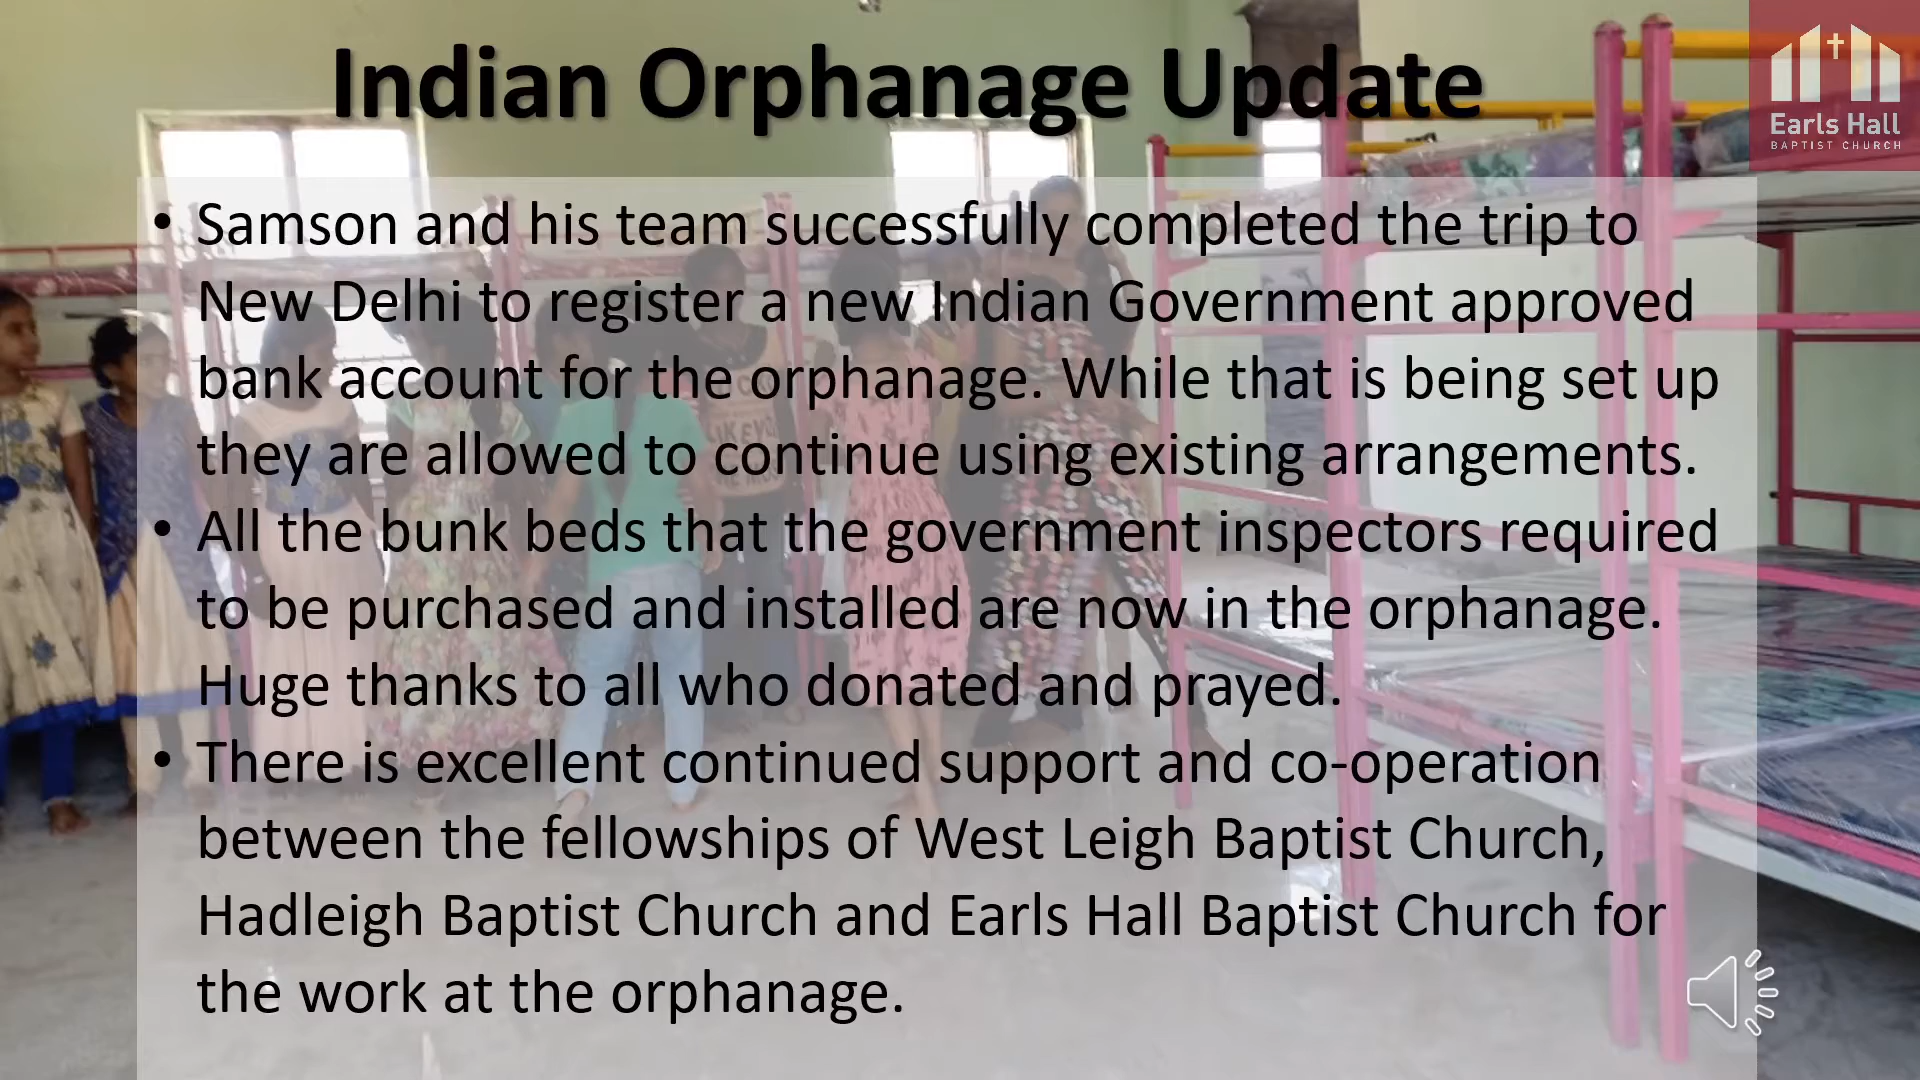 Indian Orphanage Update
Earls Hall
BAPTIST CHURCH
• Samson and his team successfully completed the trip to
New Delhi to register a new Indian Government approved
bank account for the orphanage. While that is being set up
they are allowed to continue using existing arrangements.
• All the bunk beds that the government inspectors required
to be purchased and installed are now in the orphanage.
Huge thanks to all who donated and prayed.
• There is excellent continued support and co-operation
between the fellowships of West Leigh Baptist Church,
Hadleigh Baptist Church and Earls Hall Baptist Church for
the work at the orphanage.